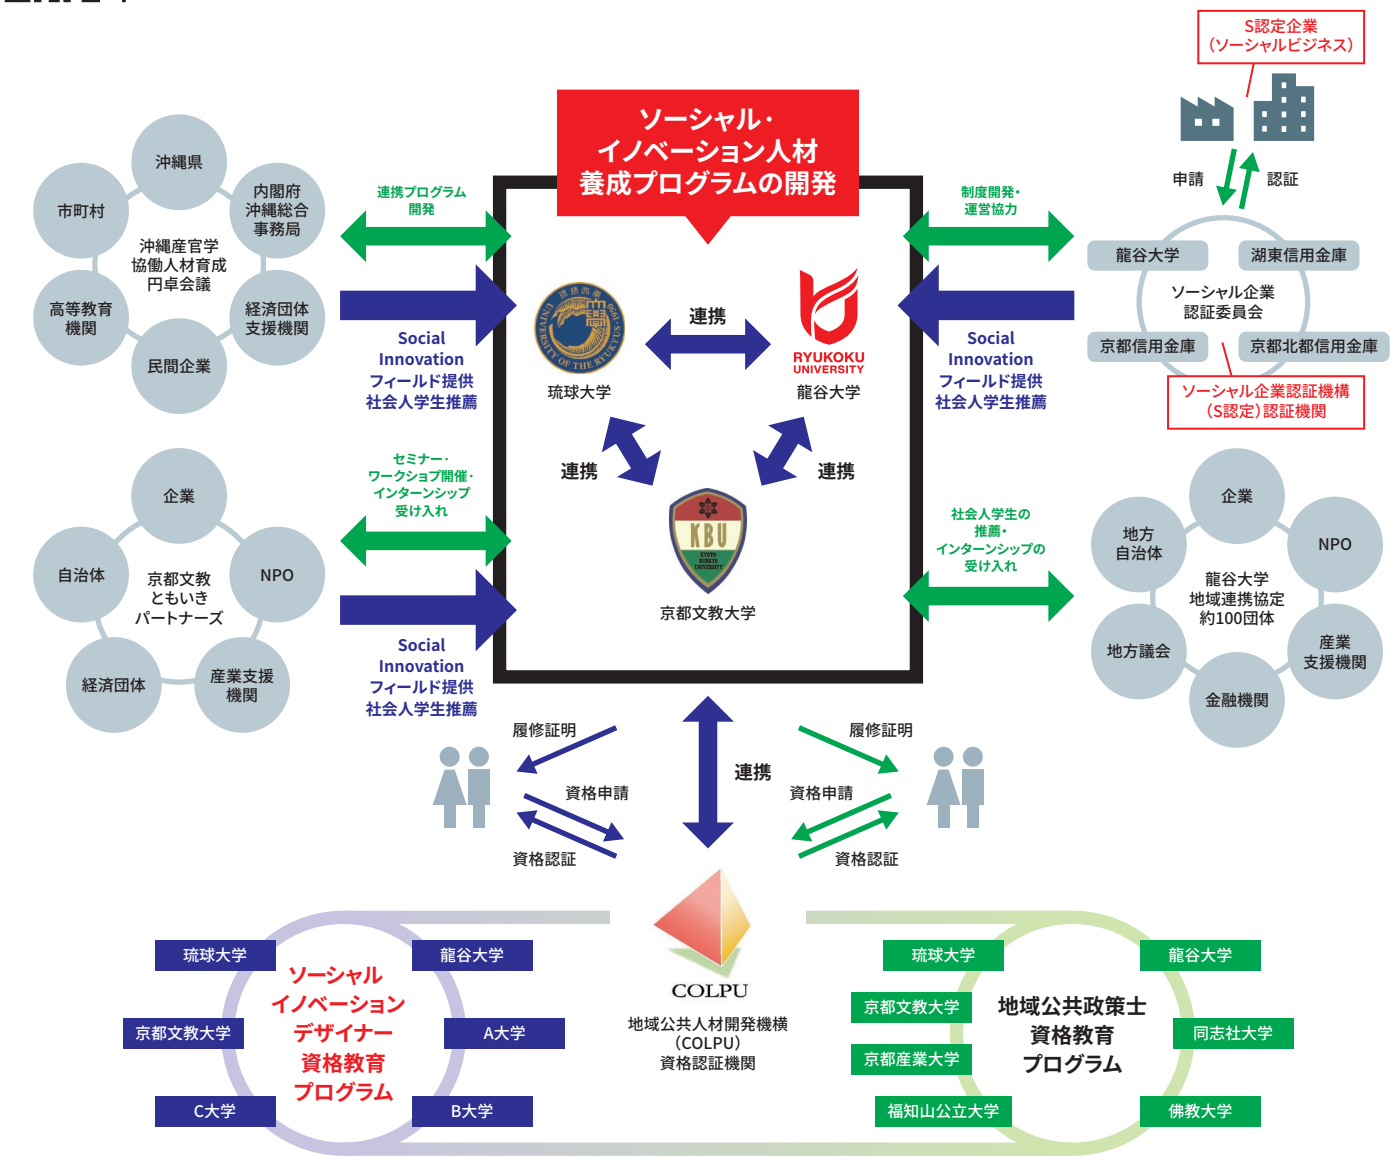 S認定企業
（ソーシャルビジネス）
申請
認証
龍谷大学
湖東信用金庫
ソーシャル企業
認証委員会
京都信用金庫
京都北都信用金庫
ソーシャル企業認証機構
（S認定）認証機関
ソーシャル・
イノベーション人材
養成プログラムの開発
沖縄県
市町村
内閣府
沖縄総合
事務局
沖縄産官学
協働人材育成
円卓会議
高等教育
機関
経済団体
支援機関
民間企業
連携プログラム
開発
Social
Innovation
フィールド提供
社会人学生推薦
制度開発・
運営協力
Social
Innovation
フィールド提供
社会人学生推薦
UNIVERSITY OF THE RYUKYUS・1950
琉球大学
連携
RYUKOKU
UNIVERSITY
龍谷大学
連携
連携
KBU
KYOTO
BUNKYO
UNIVERSITY
京都文教大学
企業
自治体
NPO
京都文教
ともいき
パートナーズ
経済団体
産業支援
機関
セミナー・
ワークショプ開催・
インターンシップ
受け入れ
Social
Innovation
フィールド提供
社会人学生推薦
社会人学生の
推薦・
インターンシップの
受け入れ
企業
地方
自治体
NPO
龍谷大学
地域連携協定
約100団体
地方議会
産業
支援機関
金融機関
履修証明
資格申請
資格認証
連携
履修証明
資格申請
資格認証
COLPU
地域公共人材開発機構
（COLPU）
資格認証機関
琉球大学
龍谷大学
京都文教大学
A大学
C大学
B大学
ソーシャル
イノベーション
デザイナー
資格教育
プログラム
琉球大学
龍谷大学
京都文教大学
同志社大学
京都産業大学
福知山公立大学
佛教大学
地域公共政策士
資格教育
プログラム